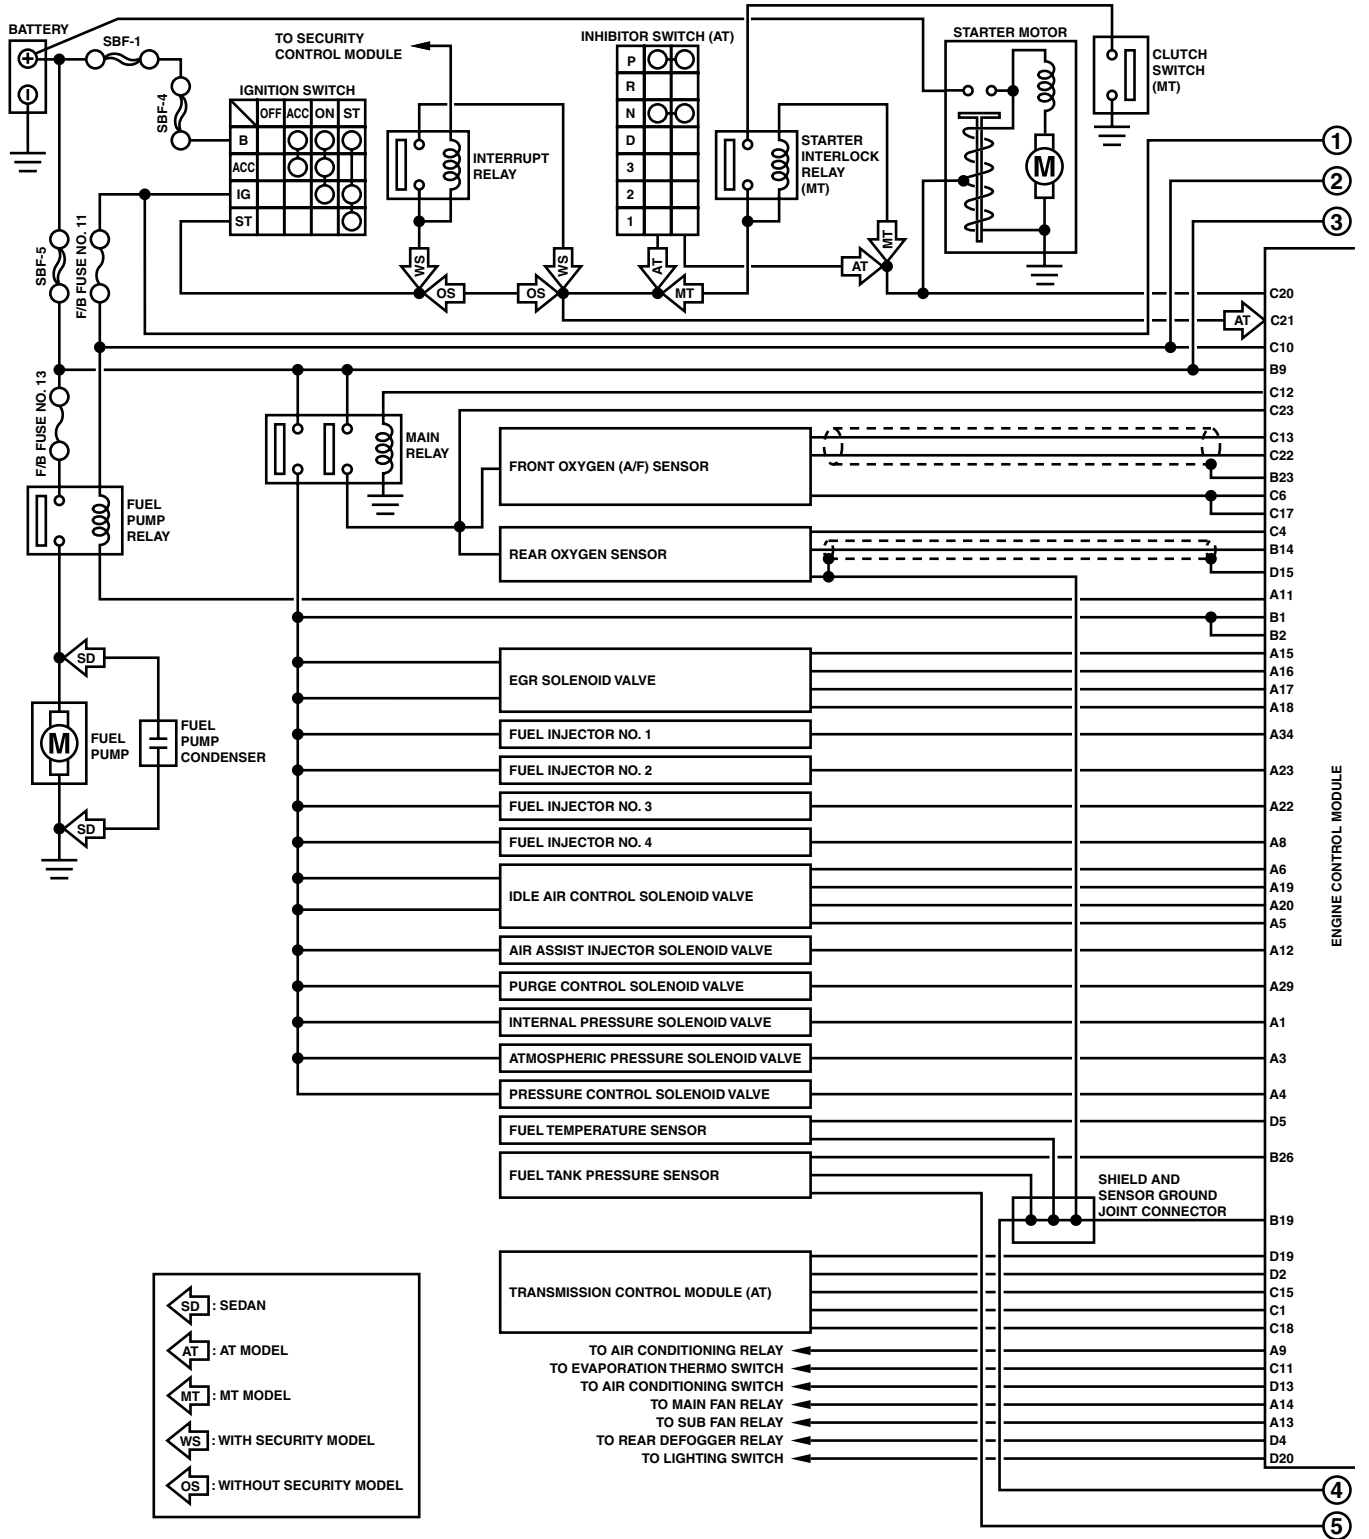 BATTERY
SBF-1
SBF-4
TO SECURITY
CONTROL MODULE
IGNITION SWITCH
OFF ACC ON ST
B
ACC
IG
ST
INTERRUPT
RELAY
INHIBITOR SWITCH (AT)
P
R
N
D
3
2
1
STARTER
INTERLOCK
RELAY
(MT)
STARTER MOTOR
M
CLUTCH
SWITCH
(MT)
1
2
3
SBF-5
F/B FUSE NO. 11
WS
OS
OS
WS
AT
MT
AT
MT
AT
C20
C21
C10
B9
C12
C23
C13
C22
B23
C6
C17
C4
B14
D15
A11
B1
B2
A15
A16
A17
A18
A34
A23
A22
A8
A6
A19
A20
A5
A12
A29
A1
A3
A4
D5
B26
B19
D19
D2
C15
C1
C18
A9
C11
D13
A14
A13
D4
D20
ENGINE CONTROL MODULE
F/B FUSE NO. 13
MAIN
RELAY
FUEL
PUMP
RELAY
SD
M
FUEL
PUMP
FUEL
PUMP
CONDENSER
SD
FRONT OXYGEN (A/F) SENSOR
REAR OXYGEN SENSOR
EGR SOLENOID VALVE
FUEL INJECTOR NO. 1
FUEL INJECTOR NO. 2
FUEL INJECTOR NO. 3
FUEL INJECTOR NO. 4
IDLE AIR CONTROL SOLENOID VALVE
AIR ASSIST INJECTOR SOLENOID VALVE
PURGE CONTROL SOLENOID VALVE
INTERNAL PRESSURE SOLENOID VALVE
ATMOSPHERIC PRESSURE SOLENOID VALVE
PRESSURE CONTROL SOLENOID VALVE
FUEL TEMPERATURE SENSOR
FUEL TANK PRESSURE SENSOR
SHIELD AND
SENSOR GROUND
JOINT CONNECTOR
TRANSMISSION CONTROL MODULE (AT)
TO AIR CONDITIONING RELAY
TO EVAPORATION THERMO SWITCH
TO AIR CONDITIONING SWITCH
TO MAIN FAN RELAY
TO SUB FAN RELAY
TO REAR DEFOGGER RELAY
TO LIGHTING SWITCH
SD : SEDAN
AT : AT MODEL
MT : MT MODEL
WS : WITH SECURITY MODEL
OS : WITHOUT SECURITY MODEL
4
5